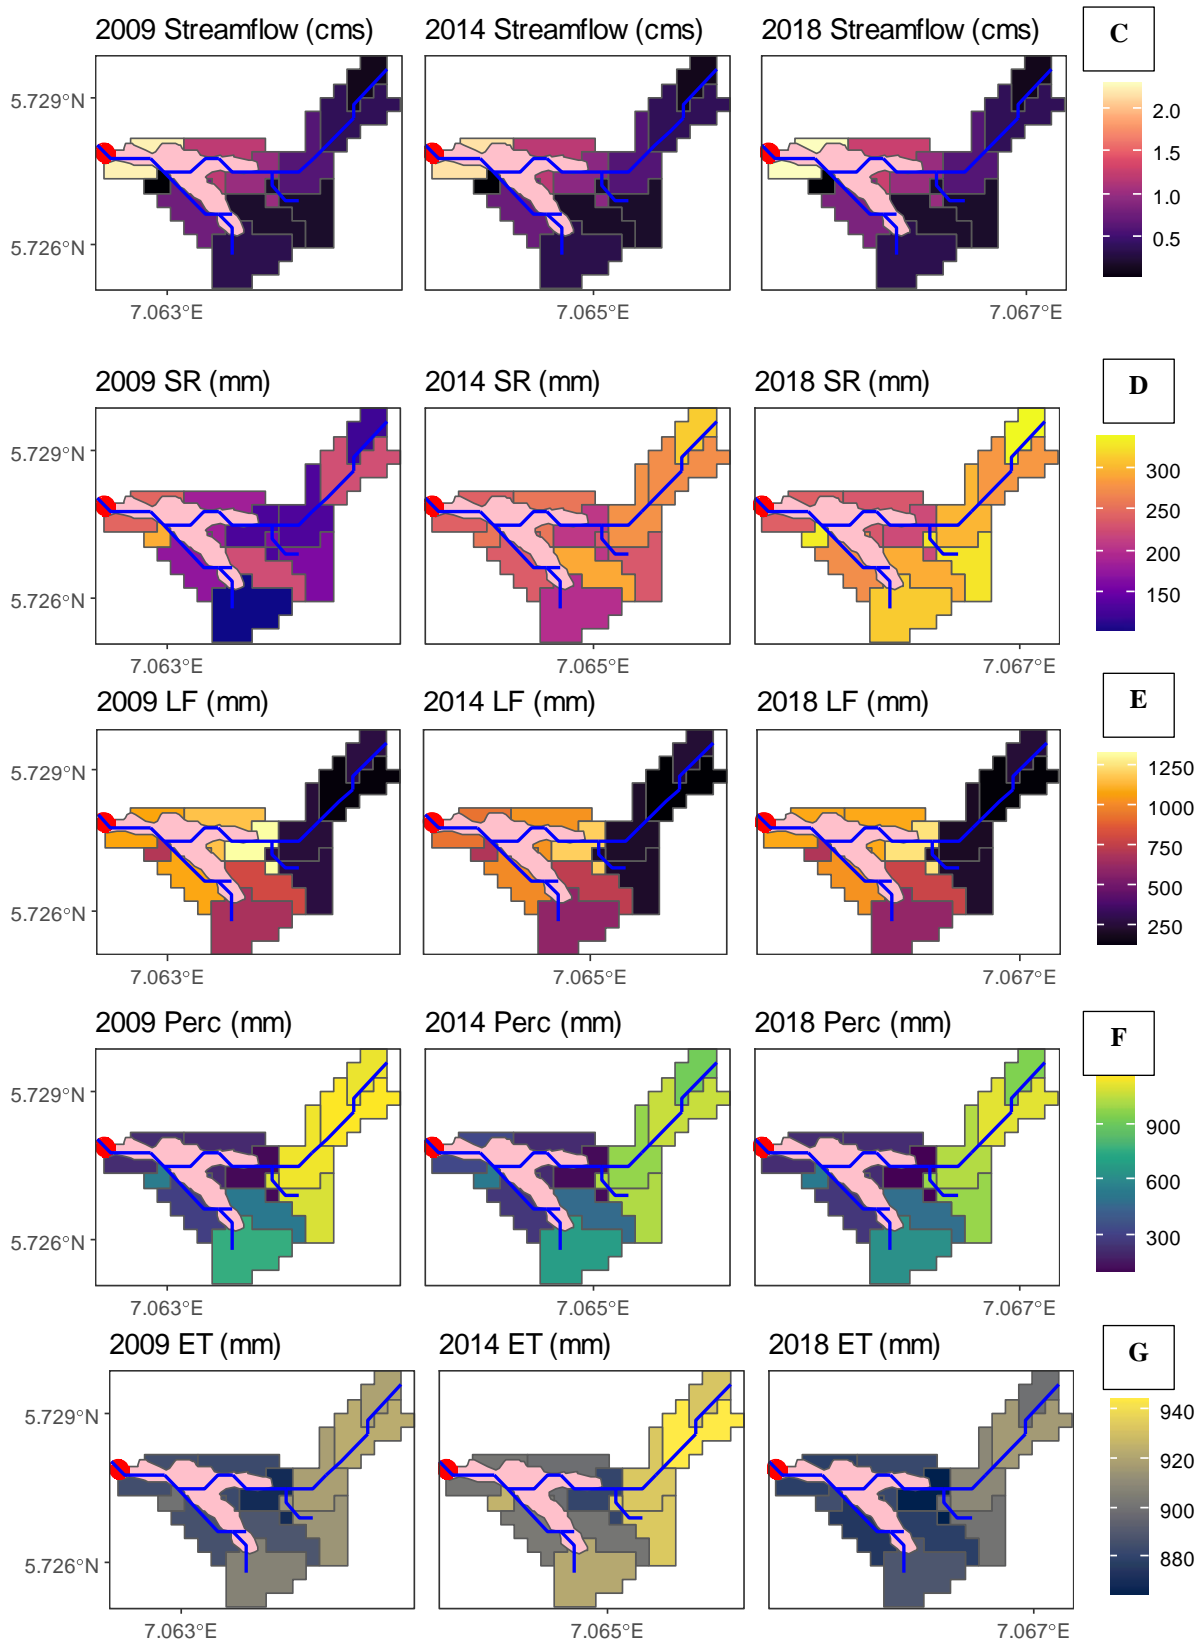 2009 Streamflow (cms) 2014 Streamflow (cms) 2018 Streamflow (cms)
C
5.729°N
5.726°N
7.063°E 7.065°E 7.067°E
2.0
1.5
1.0
0.5
2009 SR (mm) 2014 SR (mm) 2018 SR (mm)
D
5.729°N
5.726°N
7.063°E 7.065°E 7.067°E
300
250
200
150
2009 LF (mm) 2014 LF (mm) 2018 LF (mm)
E
5.729°N
5.726°N
7.063°E 7.065°E 7.067°E
1250
1000
750
500
250
2009 Perc (mm) 2014 Perc (mm) 2018 Perc (mm)
F
5.729°N
5.726°N
7.063°E 7.065°E 7.067°E
900
600
300
2009 ET (mm) 2014 ET (mm) 2018 ET (mm)
G
5.729°N
5.726°N
7.063°E 7.065°E 7.067°E
940
920
900
880